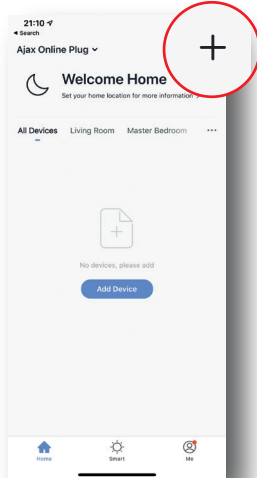 21:10
Search
Ajax Online Plug
Welcome Home
Set your home location for more information
All Devices Living Room Master Bedroom ...
No devices, please add
Add Device
Home Smart Me